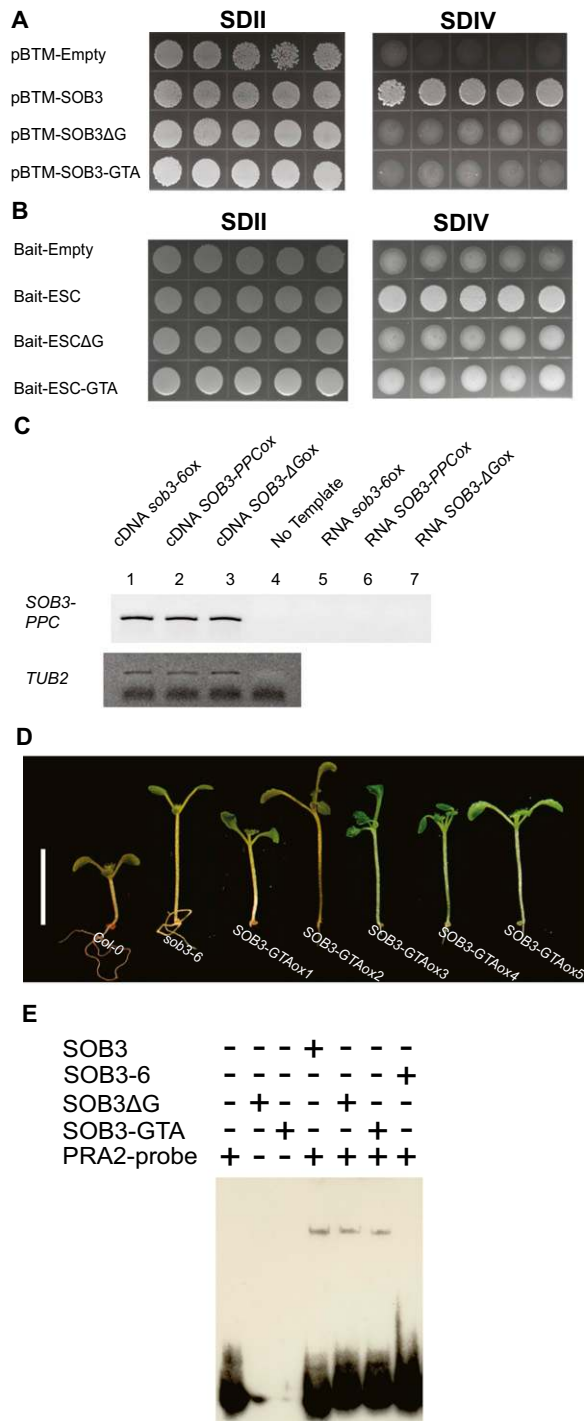 A
SDII SDIV
pBTM-Empty
pBTM-SOB3
pBTM-SOB3ΔG
pBTM-SOB3-GTA
B
SDII SDIV
Bait-Empty
Bait-ESC
Bait-ESCΔG
Bait-ESC-GTA
C
cDNA sob3-6ox
cDNA SOB3-PPCox
cDNA SOB3-ΔGox
No Template
RNA sob3-6ox
RNA SOB3-PPCox
RNA SOB3-ΔGox
1 2 3 4 5 6 7
SOB3-
PPC
TUB2
D
Col-0
sob3-6
SOB3-GTAox1
SOB3-GTAox2
SOB3-GTAox3
SOB3-GTAox4
SOB3-GTAox5
E
SOB3 - - - + - - -
SOB3-6 - - - - - - +
SOB3ΔG - + - - + - -
SOB3-GTA - - + - - + -
PRA2-probe + - - + + + +